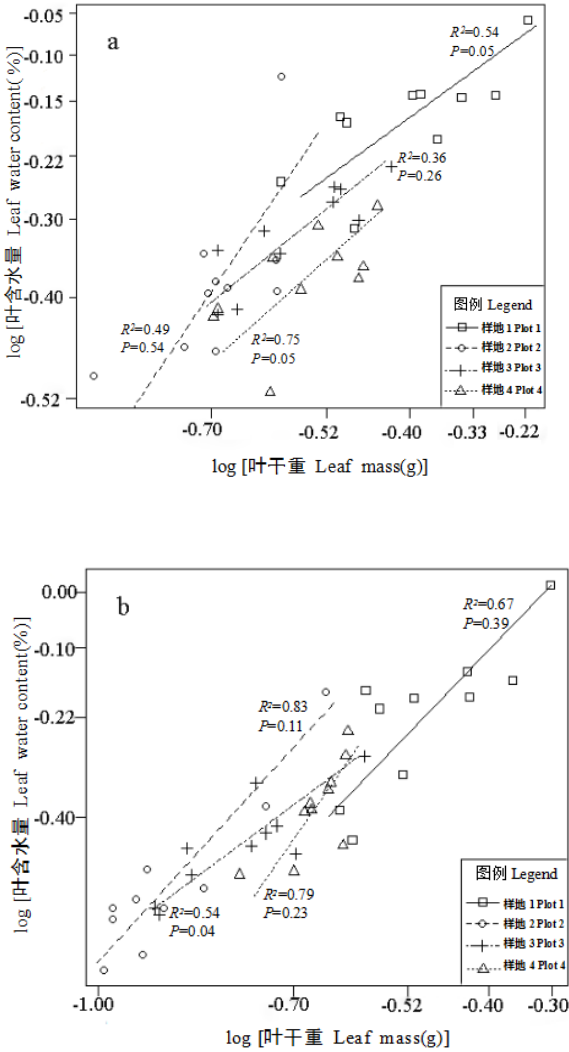 a
-0.05
-0.10
-0.15
-0.22
-0.30
-0.40
-0.52
log [叶含水量 Leaf water content(%)]
R²=0.54
P=0.05
R²=0.36
P=0.26
R²=0.49
P=0.54
R²=0.75
P=0.05
图例 Legend
样地 1 Plot 1
样地 2 Plot 2
样地 3 Plot 3
样地 4 Plot 4
-0.70
-0.52
-0.40
-0.33
-0.22
log [叶干重 Leaf mass(g)]
b
0.00
-0.10
-0.22
-0.40
log [叶含水量 Leaf water content(%)]
R²=0.67
P=0.39
R²=0.83
P=0.11
R²=0.54
P=0.04
R²=0.79
P=0.23
图例 Legend
样地 1 Plot 1
样地 2 Plot 2
样地 3 Plot 3
样地 4 Plot 4
-1.00
-0.70
-0.52
-0.40
-0.30
log [叶干重 Leaf mass(g)]